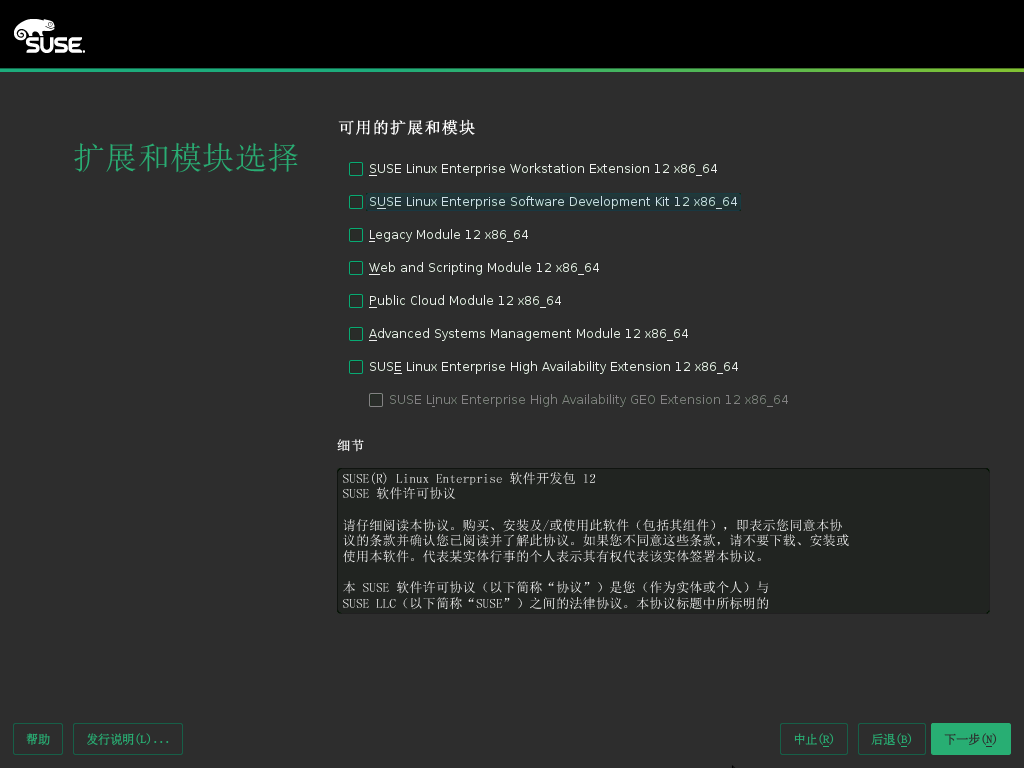 SUSE.
扩展和模块选择
可用的扩展和模块
SUSE Linux Enterprise Workstation Extension 12 x86_64
SUSE Linux Enterprise Software Development Kit 12 x86_64
Legacy Module 12 x86_64
Web and Scripting Module 12 x86_64
Public Cloud Module 12 x86_64
Advanced Systems Management Module 12 x86_64
SUSE Linux Enterprise High Availability Extension 12 x86_64
SUSE Linux Enterprise High Availability GEO Extension 12 x86_64
细节
SUSE(R) Linux Enterprise 软件开发包 12
SUSE 软件许可协议
请仔细阅读本协议。购买、安装及/或使用此软件（包括其组件），即表示您同意本协
议的条款并确认您已阅读并了解此协议。如果您不同意这些条款，请不要下载、安装或
使用本软件。代表某实体行事的个人表示其有权代表该实体签署本协议。
本 SUSE 软件许可协议（以下简称“协议”）是您（作为实体或个人）与
SUSE LLC（以下简称“SUSE”）之间的法律协议。本协议标题中所标明的
帮助
发行说明(L)...
中止(R)
后退(B)
下一步(N)